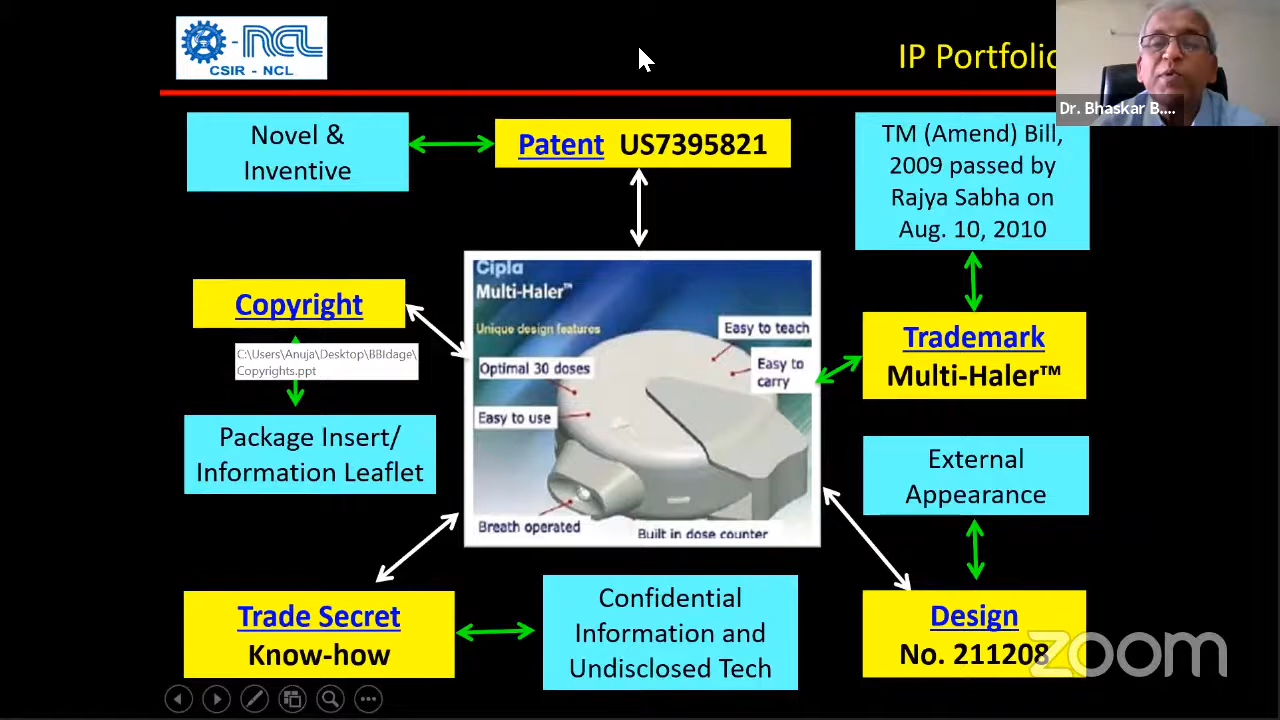 NCL
CSIR - NCL
IP Portfolio
Dr. Bhaskar B....
Novel &
Inventive
Patent US7395821
TM (Amend) Bill,
2009 passed by
Rajya Sabha on
Aug. 10, 2010
Copyright
C:\Users\Anuja\Desktop\BBIdage\
Copyrights.ppt
Package Insert/
Information Leaflet
Cipla
Multi-Haler™
Unique design features
Optimal 30 doses
Easy to use
Easy to teach
Easy to
carry
Breath operated
Built in dose counter
Trademark
Multi-Haler™
External
Appearance
Trade Secret
Know-how
Confidential
Information and
Undisclosed Tech
Design
No. 211208
zoom